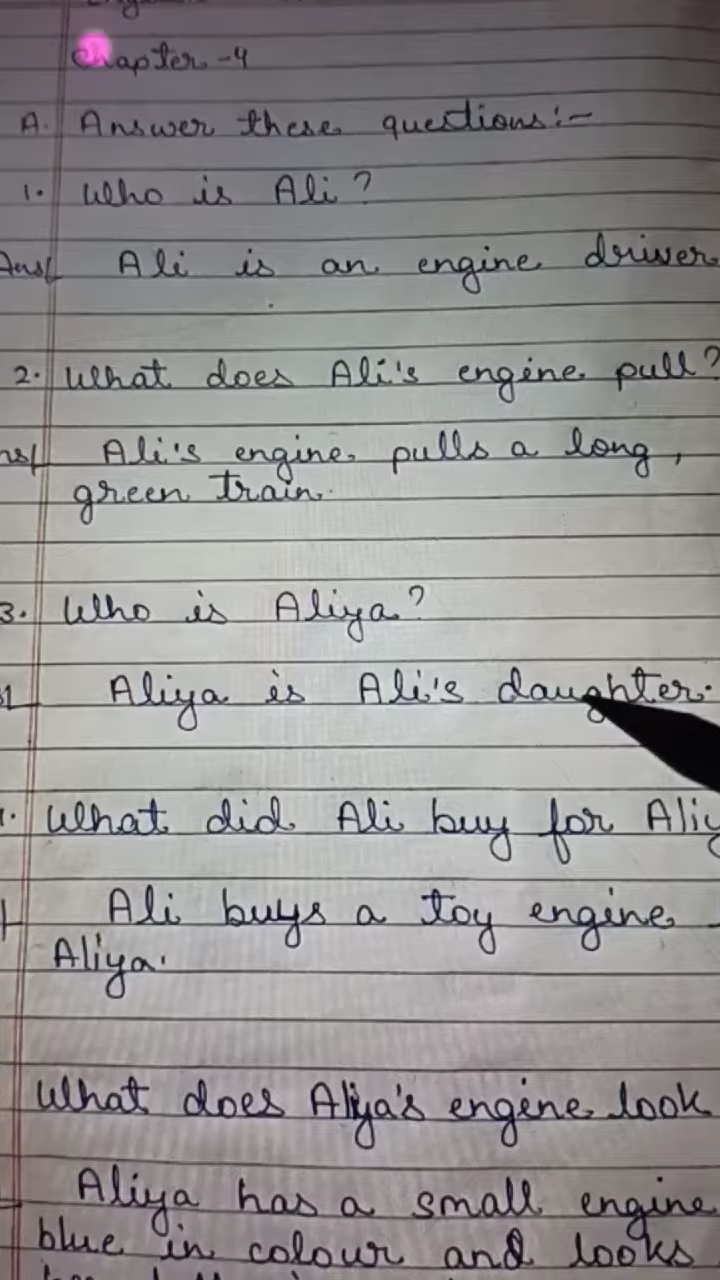 Chapter-4
A. Answer these questions:-
1. Who is Ali?
Ans/ Ali is an engine driver
2. What does Ali's engine pull?
Ali's engine pulls a long,
green train.
3. Who is Aliya?
Aliya is Ali's daughter.
What did Ali buy for
Ali buys a toy engine
Aliya.
What does Aliya's engine look
Aliya has a small engine
blue in colour and looks